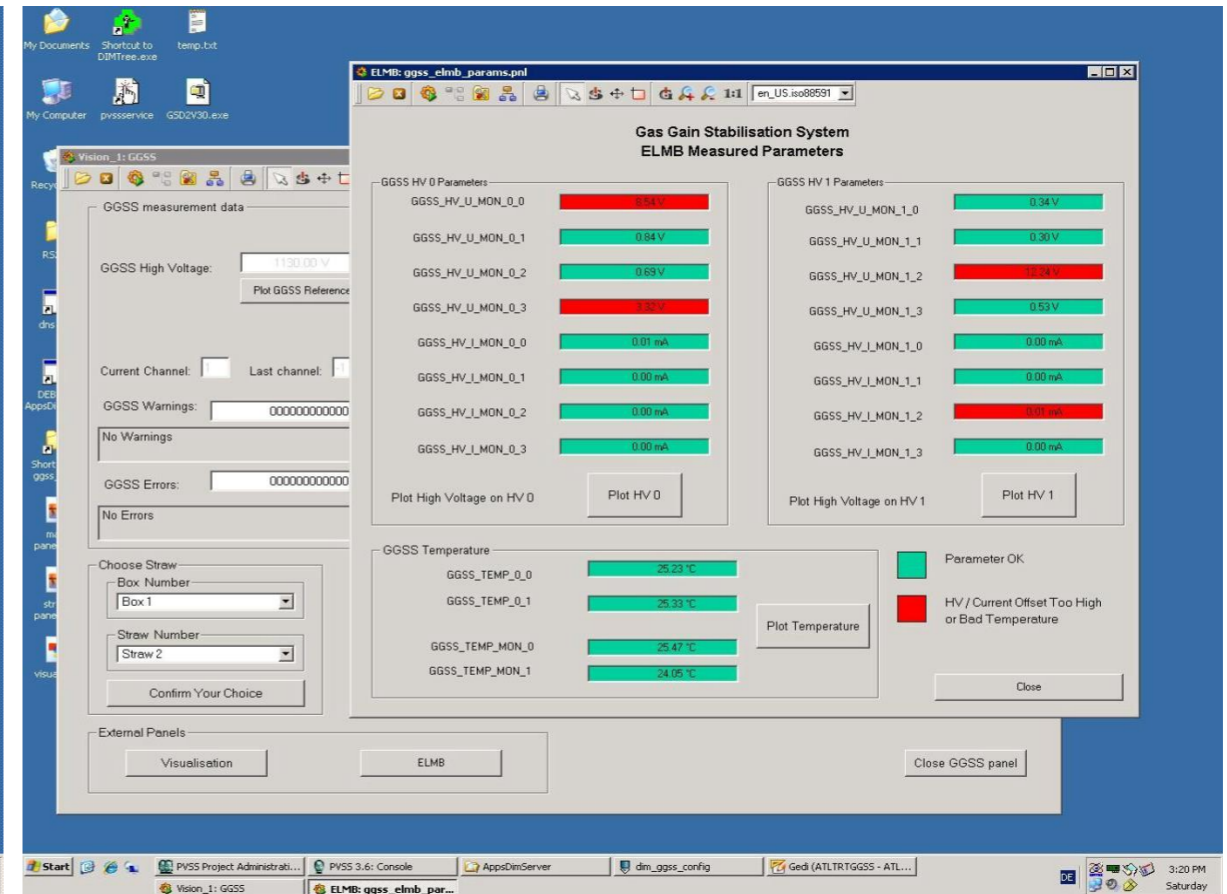 My Documents
Shortcut to DIMTree.exe
temp.txt
My Computer
pvssservice
GSD2V30.exe
Vision_1: GGSS
GGSS measurement data
GGSS High Voltage:
1130.00 V
Plot GGSS Reference
Current Channel:
1
Last channel:
-1
GGSS Warnings:
000000000000
No Warnings
GGSS Errors:
000000000000
No Errors
Choose Straw
Box Number
Box 1
Straw Number
Straw 2
Confirm Your Choice
External Panels
Visualisation
ELMB
Close GGSS panel
ELMB: ggss_elmb_params.pnl
1:1
en_US.iso88591
Gas Gain Stabilisation System
ELMB Measured Parameters
GGSS HV 0 Parameters
GGSS_HV_U_MON_0_0
8.54 V
GGSS_HV_U_MON_0_1
0.84 V
GGSS_HV_U_MON_0_2
0.69 V
GGSS_HV_U_MON_0_3
3.32 V
GGSS_HV_I_MON_0_0
0.01 mA
GGSS_HV_I_MON_0_1
0.00 mA
GGSS_HV_I_MON_0_2
0.00 mA
GGSS_HV_I_MON_0_3
0.00 mA
Plot High Voltage on HV 0
Plot HV 0
GGSS HV 1 Parameters
GGSS_HV_U_MON_1_0
0.34 V
GGSS_HV_U_MON_1_1
0.30 V
GGSS_HV_U_MON_1_2
12.24 V
GGSS_HV_U_MON_1_3
0.53 V
GGSS_HV_I_MON_1_0
0.00 mA
GGSS_HV_I_MON_1_1
0.00 mA
GGSS_HV_I_MON_1_2
0.01 mA
GGSS_HV_I_MON_1_3
0.00 mA
Plot High Voltage on HV 1
Plot HV 1
GGSS Temperature
GGSS_TEMP_0_0
25.23 °C
GGSS_TEMP_0_1
25.33 °C
GGSS_TEMP_MON_0
25.47 °C
GGSS_TEMP_MON_1
24.05 °C
Plot Temperature
Parameter OK
HV / Current Offset Too High
or Bad Temperature
Close
Start
PVSS Project Administrati...
PVSS 3.6: Console
AppsDimServer
dim_ggss_config
Gedi (ATLTRTGGSS - ATL...
Vision_1: GGSS
ELMB: ggss_elmb_par...
DE
3:20 PM
Saturday